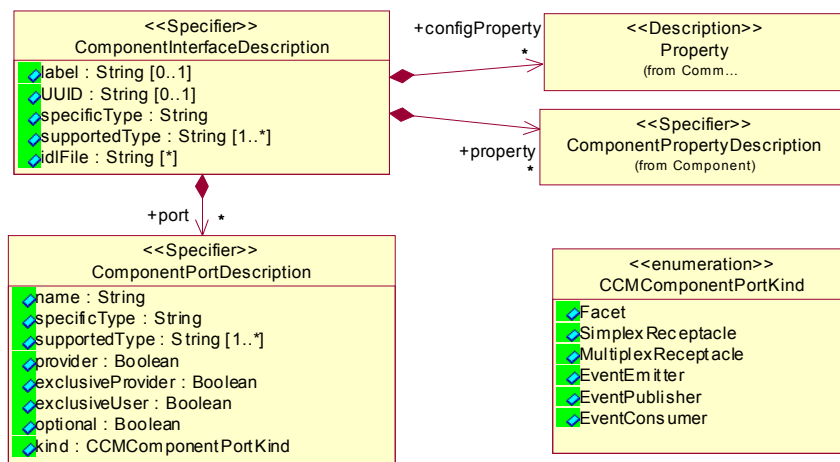 <<Specifier>>
ComponentInterfaceDescription
label : String [0..1]
UUID : String [0..1]
specificType : String
supportedType : String [1..*]
idlFile : String [*]
+configProperty
*
<<Description>>
Property
(from Comm...
+property
*
<<Specifier>>
ComponentPropertyDescription
(from Component)
+port
*
<<Specifier>>
ComponentPortDescription
name : String
specificType : String
supportedType : String [1..*]
provider : Boolean
exclusiveProvider : Boolean
exclusiveUser : Boolean
optional : Boolean
kind : CCMComponentPortKind
<<enumeration>>
CCMComponentPortKind
Facet
SimplexReceptacle
MultiplexReceptacle
EventEmitter
EventPublisher
EventConsumer